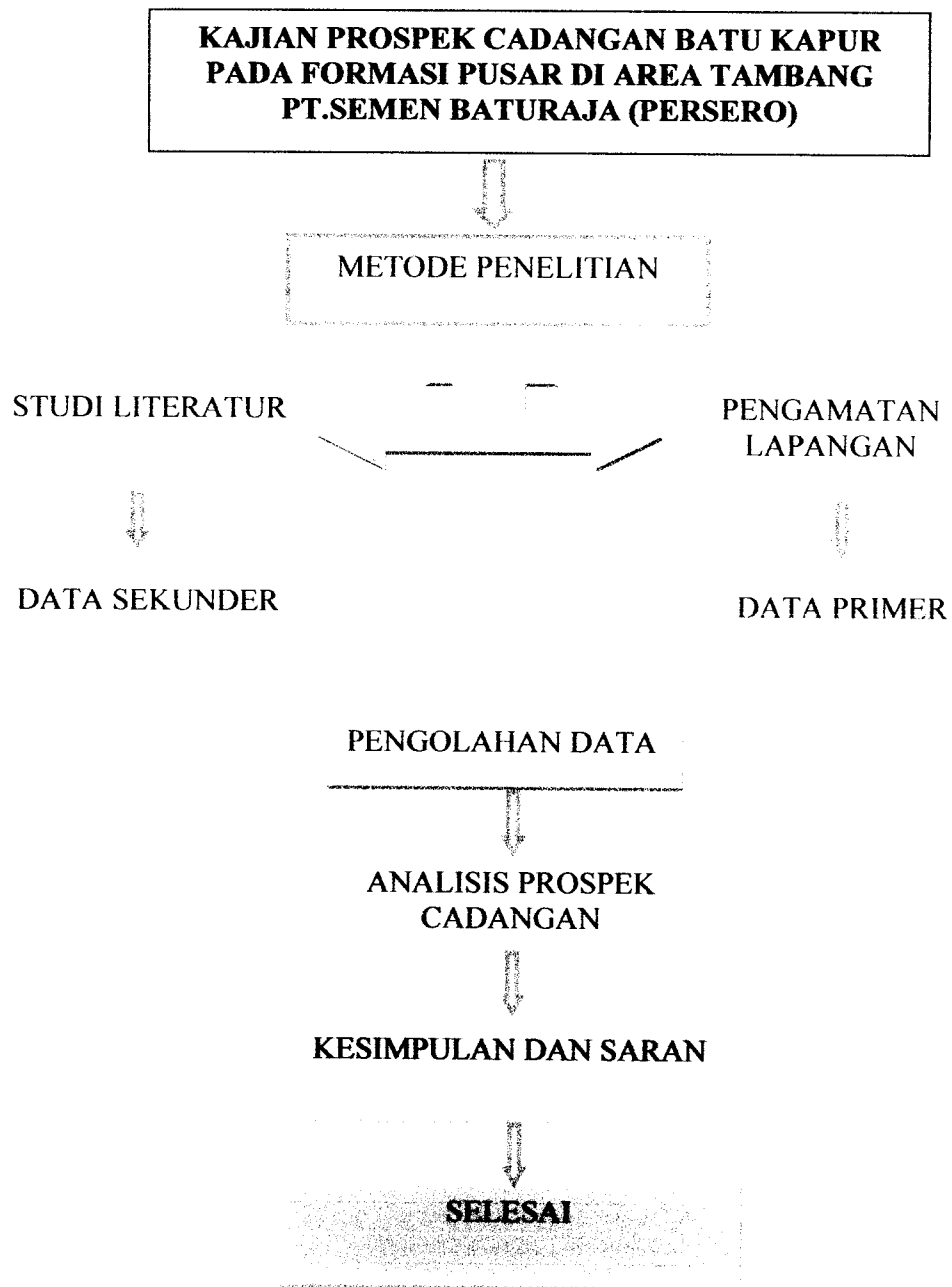 KAJIAN PROSPEK CADANGAN BATU KAPUR
PADA FORMASI PUSAR DI AREA TAMBANG
PT.SEMEN BATURAJA (PERSERO)
METODE PENELITIAN
STUDI LITERATUR
PENGAMATAN
LAPANGAN
DATA SEKUNDER
DATA PRIMER
PENGOLAHAN DATA
ANALISIS PROSPEK
CADANGAN
KESIMPULAN DAN SARAN
SELESAI